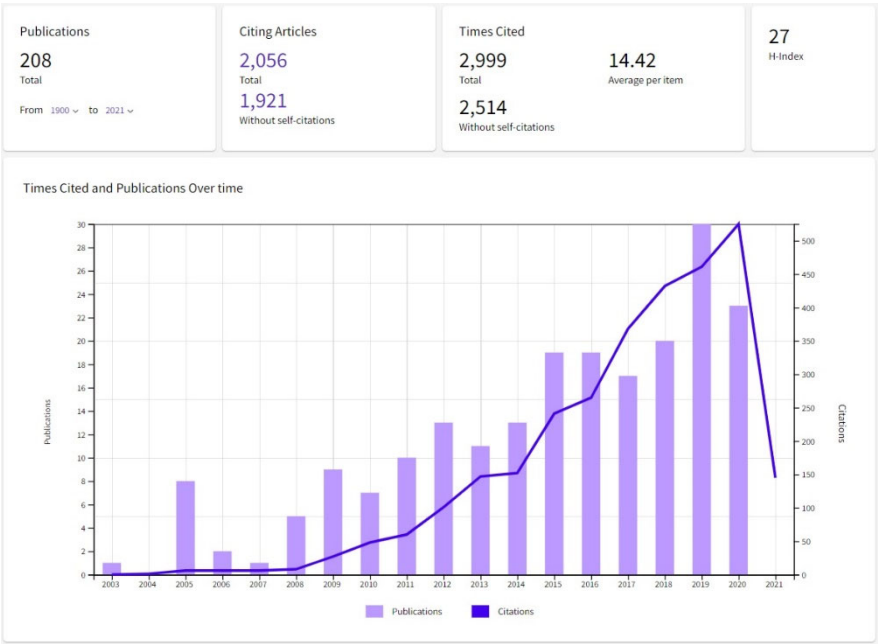 Publications
208
Total
From 1900 to 2021
Citing Articles
2,056
Total
1,921
Without self-citations
Times Cited
2,999
Total
14.42
Average per item
2,514
Without self-citations
27
H-Index
Times Cited and Publications Over time
Publications
30
28
26
24
22
20
18
16
14
12
10
8
6
4
2
0
500
450
400
350
300
250
200
150
100
50
0
Citations
2003 2004 2005 2006 2007 2008 2009 2010 2011 2012 2013 2014 2015 2016 2017 2018 2019 2020 2021
Publications Citations